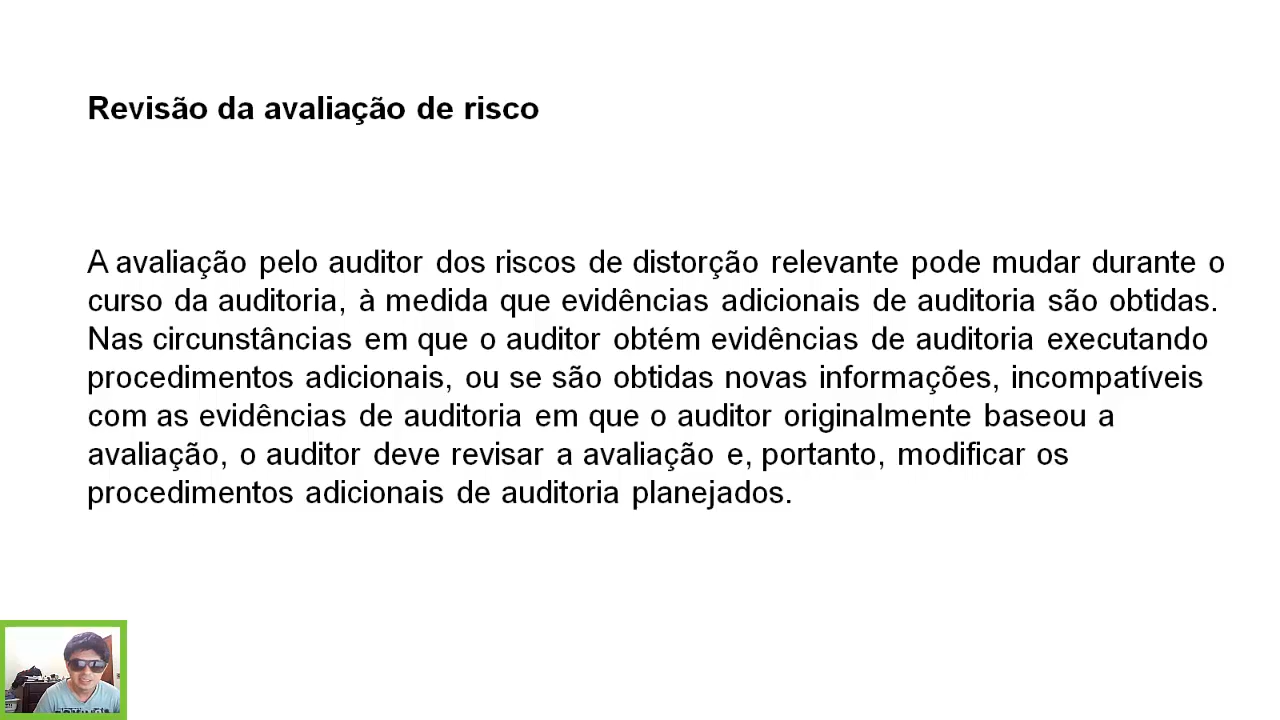 Revisão da avaliação de risco
A avaliação pelo auditor dos riscos de distorção relevante pode mudar durante o
curso da auditoria, à medida que evidências adicionais de auditoria são obtidas.
Nas circunstâncias em que o auditor obtém evidências de auditoria executando
procedimentos adicionais, ou se são obtidas novas informações, incompatíveis
com as evidências de auditoria em que o auditor originalmente baseou a
avaliação, o auditor deve revisar a avaliação e, portanto, modificar os
procedimentos adicionais de auditoria planejados.